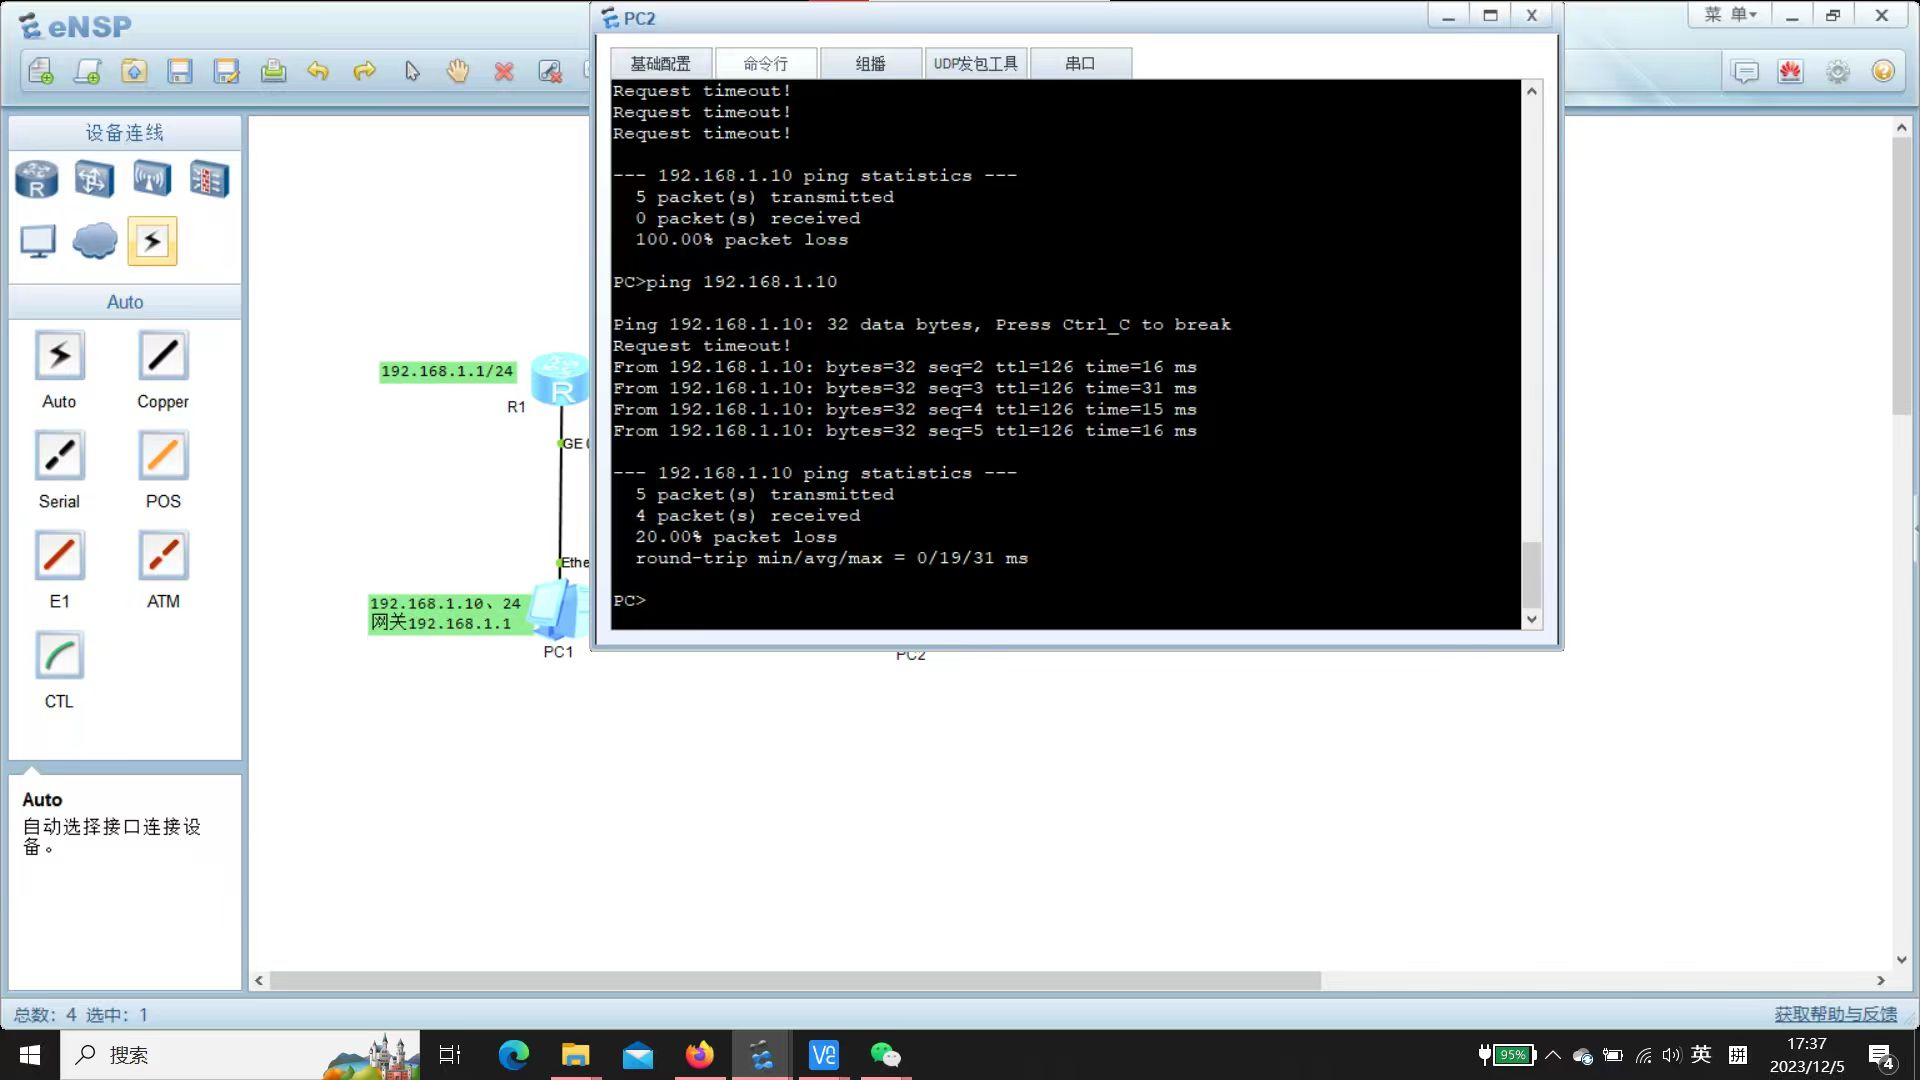 eNSP
PC2
菜 单
基础配置
命令行
组播
UDP发包工具
串口
设备连线
R
Auto
Auto
Copper
Serial
POS
E1
ATM
CTL
Auto
自动选择接口连接设
备。
192.168.1.1/24
R
R1
GE
Ethe
192.168.1.10、24
网关192.168.1.1
PC1
PC2
Request timeout!
Request timeout!
Request timeout!
--- 192.168.1.10 ping statistics ---
5 packet(s) transmitted
0 packet(s) received
100.00% packet loss
PC>ping 192.168.1.10
Ping 192.168.1.10: 32 data bytes, Press Ctrl_C to break
Request timeout!
From 192.168.1.10: bytes=32 seq=2 ttl=126 time=16 ms
From 192.168.1.10: bytes=32 seq=3 ttl=126 time=31 ms
From 192.168.1.10: bytes=32 seq=4 ttl=126 time=15 ms
From 192.168.1.10: bytes=32 seq=5 ttl=126 time=16 ms
--- 192.168.1.10 ping statistics ---
5 packet(s) transmitted
4 packet(s) received
20.00% packet loss
round-trip min/avg/max = 0/19/31 ms
PC>
总数: 4 选中: 1
获取帮助与反馈
搜索
95%
英
拼
17:37
2023/12/5
4